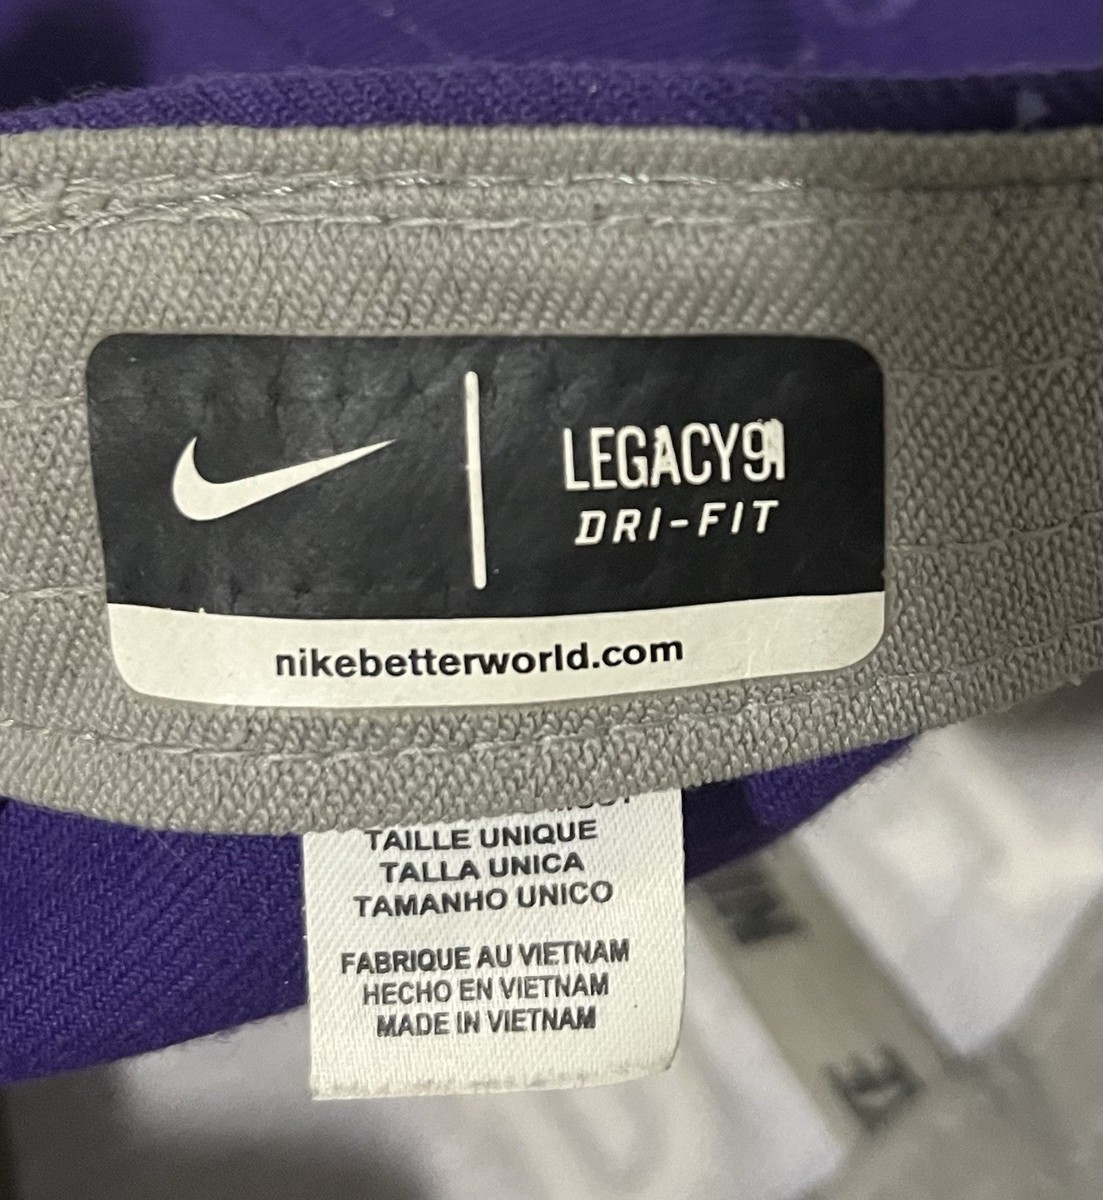 LEGACY91
DRI-FIT
nikebetterworld.com
TAILLE UNIQUE
TALLA UNICA
TAMANHO UNICO
FABRIQUE AU VIETNAM
HECHO EN VIETNAM
MADE IN VIETNAM